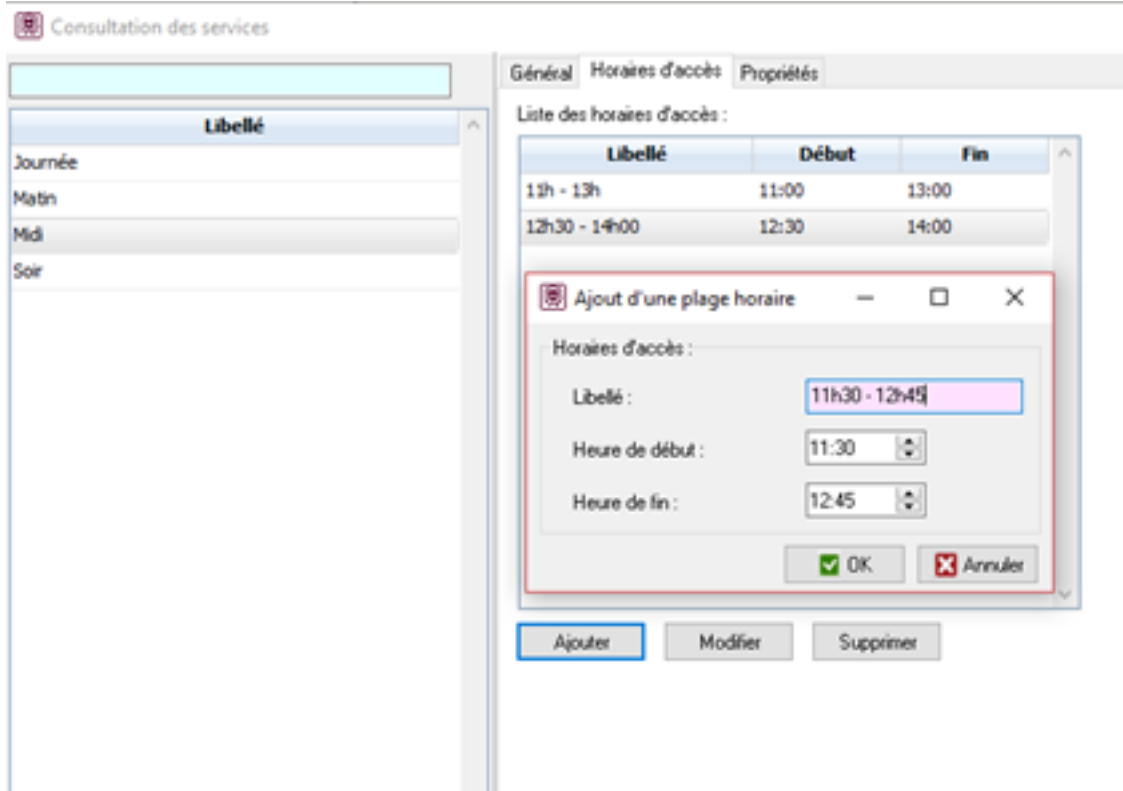 Consultation des services
Libellé
Journée
Matin
Midi
Soir
Général Horaires d'accès Propriétés
Liste des horaires d'accès :
Libellé Début Fin
11h - 13h 11:00 13:00
12h30 - 14h00 12:30 14:00
Ajout d'une plage horaire
Horaires d'accès :
Libellé : 11h30 - 12h45
Heure de début : 11:30
Heure de fin : 12:45
OK Annuler
Ajouter Modifier Supprimer